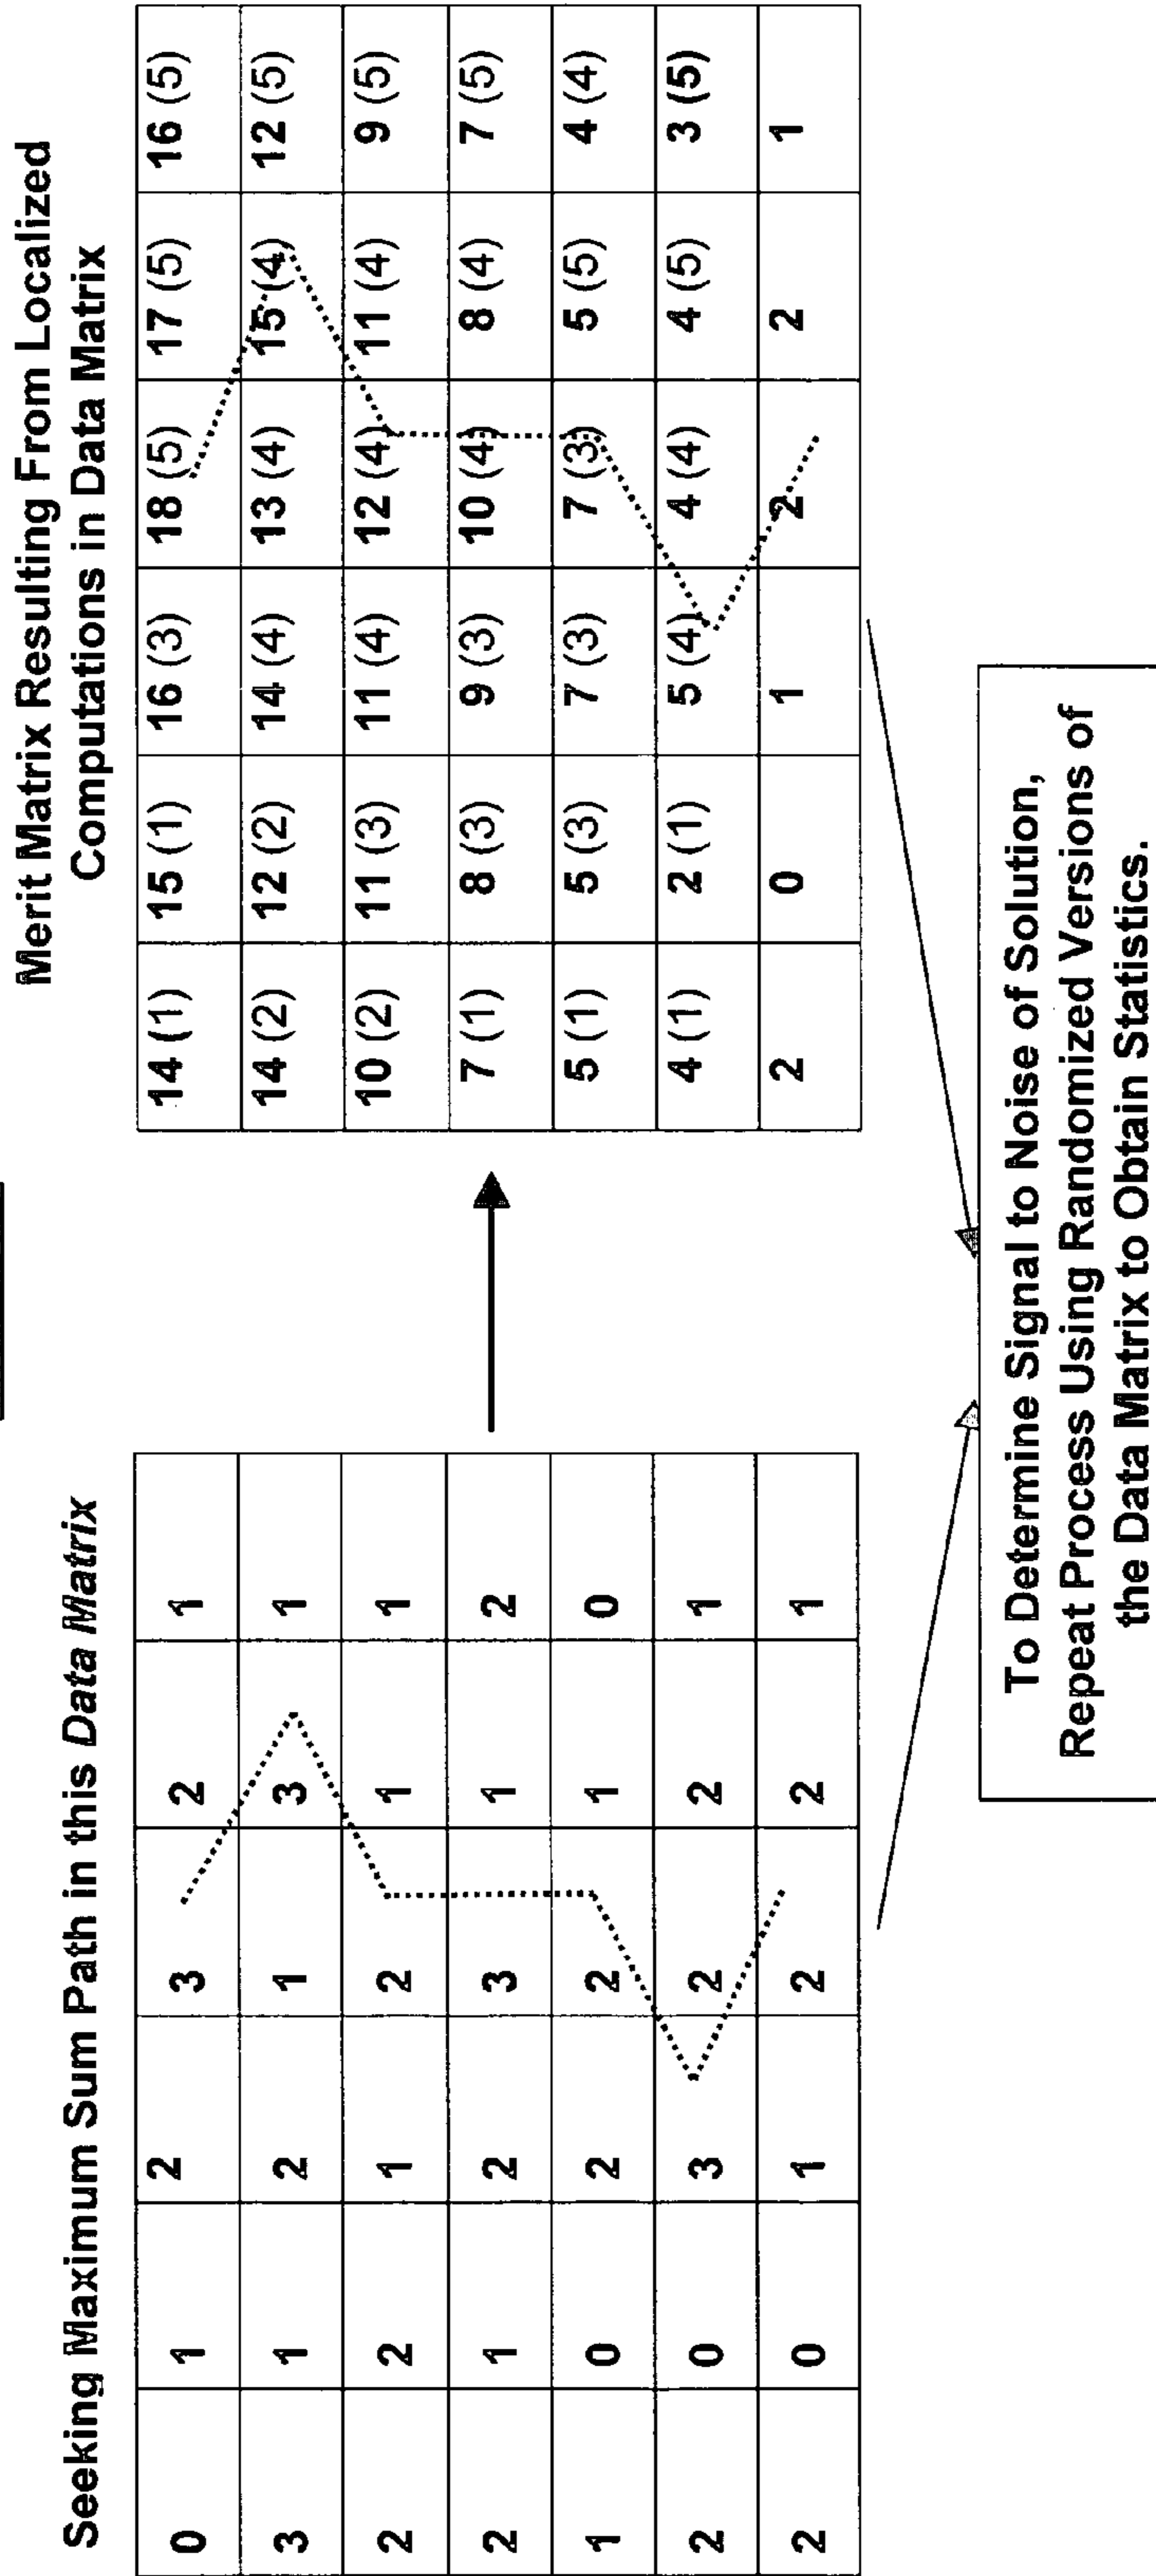 Seeking Maximum Sum Path in this Data Matrix
0 1 2 3 2 1
3 1 2 1 3 1
2 2 1 2 1 1
2 1 2 3 1 2
1 0 2 2 1 0
2 0 3 2 2 1
2 0 1 2 2 1
Merit Matrix Resulting From Localized
Computations in Data Matrix
14 (1) 15 (1) 16 (3) 18 (5) 17 (5) 16 (5)
14 (2) 12 (2) 14 (4) 13 (4) 15 (4) 12 (5)
10 (2) 11 (3) 11 (4) 12 (4) 11 (4) 9 (5)
7 (1) 8 (3) 9 (3) 10 (4) 8 (4) 7 (5)
5 (1) 5 (3) 7 (3) 7 (3) 5 (5) 4 (4)
4 (1) 2 (1) 5 (4) 4 (4) 4 (5) 3 (5)
2 0 1 2 2 1
To Determine Signal to Noise of Solution,
Repeat Process Using Randomized Versions of
the Data Matrix to Obtain Statistics.